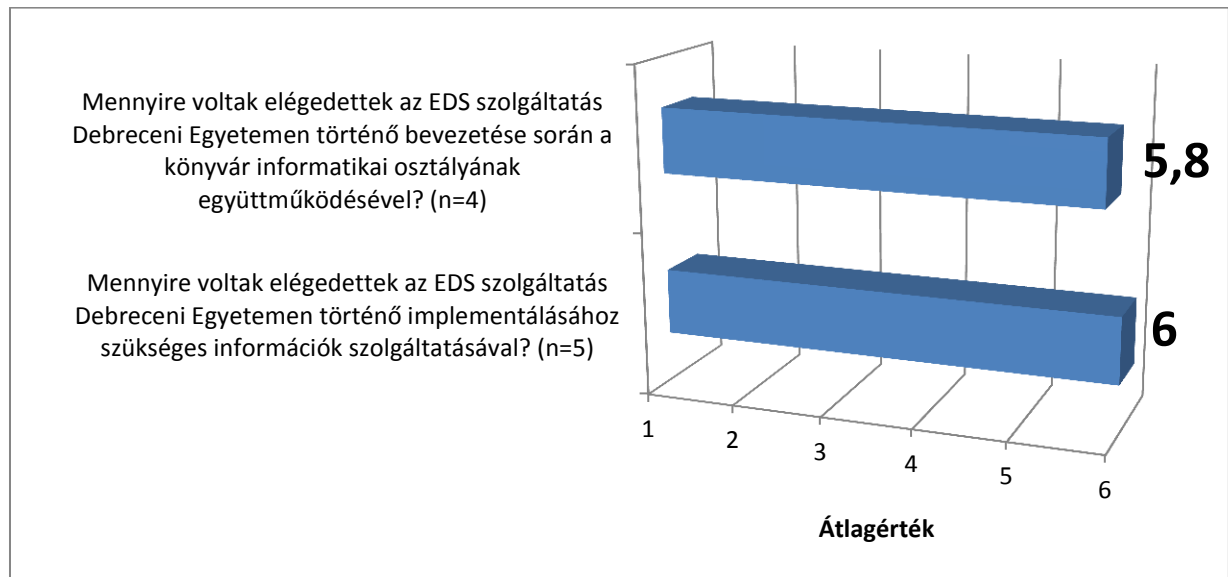 Mennyire voltak elégedettek az EDS szolgáltatás
Debreceni Egyetemen történő bevezetése során a
könyvár informatikai osztályának
együttműködésével? (n=4)
5,8
Mennyire voltak elégedettek az EDS szolgáltatás
Debreceni Egyetemen történő implementálásához
szükséges információk szolgáltatásával? (n=5)
6
1
2
3
4
5
6
Átlagérték